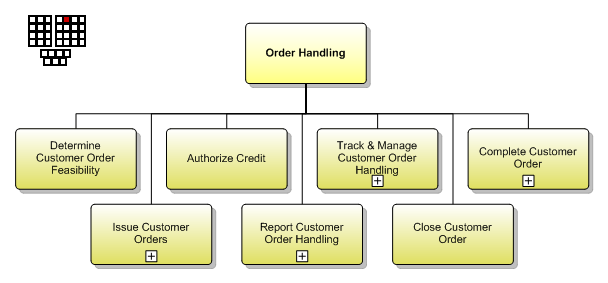 Order Handling
Determine
Customer Order
Feasibility
Authorize Credit
Track & Manage
Customer Order
Handling
Complete Customer
Order
Issue Customer
Orders
Report Customer
Order Handling
Close Customer
Order